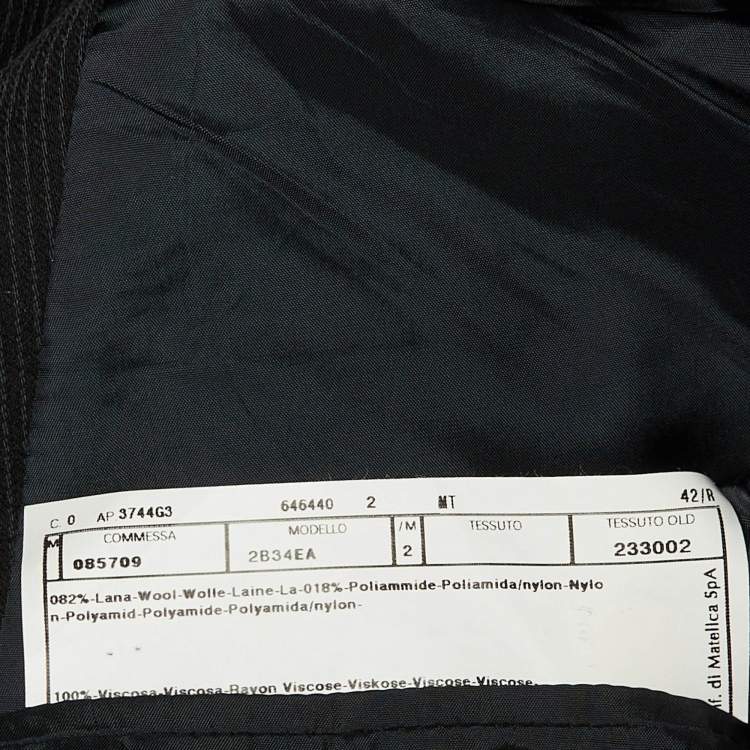 C 0 AP 3744G3 646440 2 MT 42/R
M COMMESSA MODELLO /M TESSUTO TESSUTO OLD
085709 2B34EA 2 233002
082%-Lana-Wool-Wolle-Laine-La-018%-Poliammide-Poliamida/nylon-Nylo
n-Polyamid-Polyamide-Polyamida/nylon-
100%-Viscosa-Viscosa-Rayon Viscose-Viskose-Viscose-Viscose-
di Matelica SpA